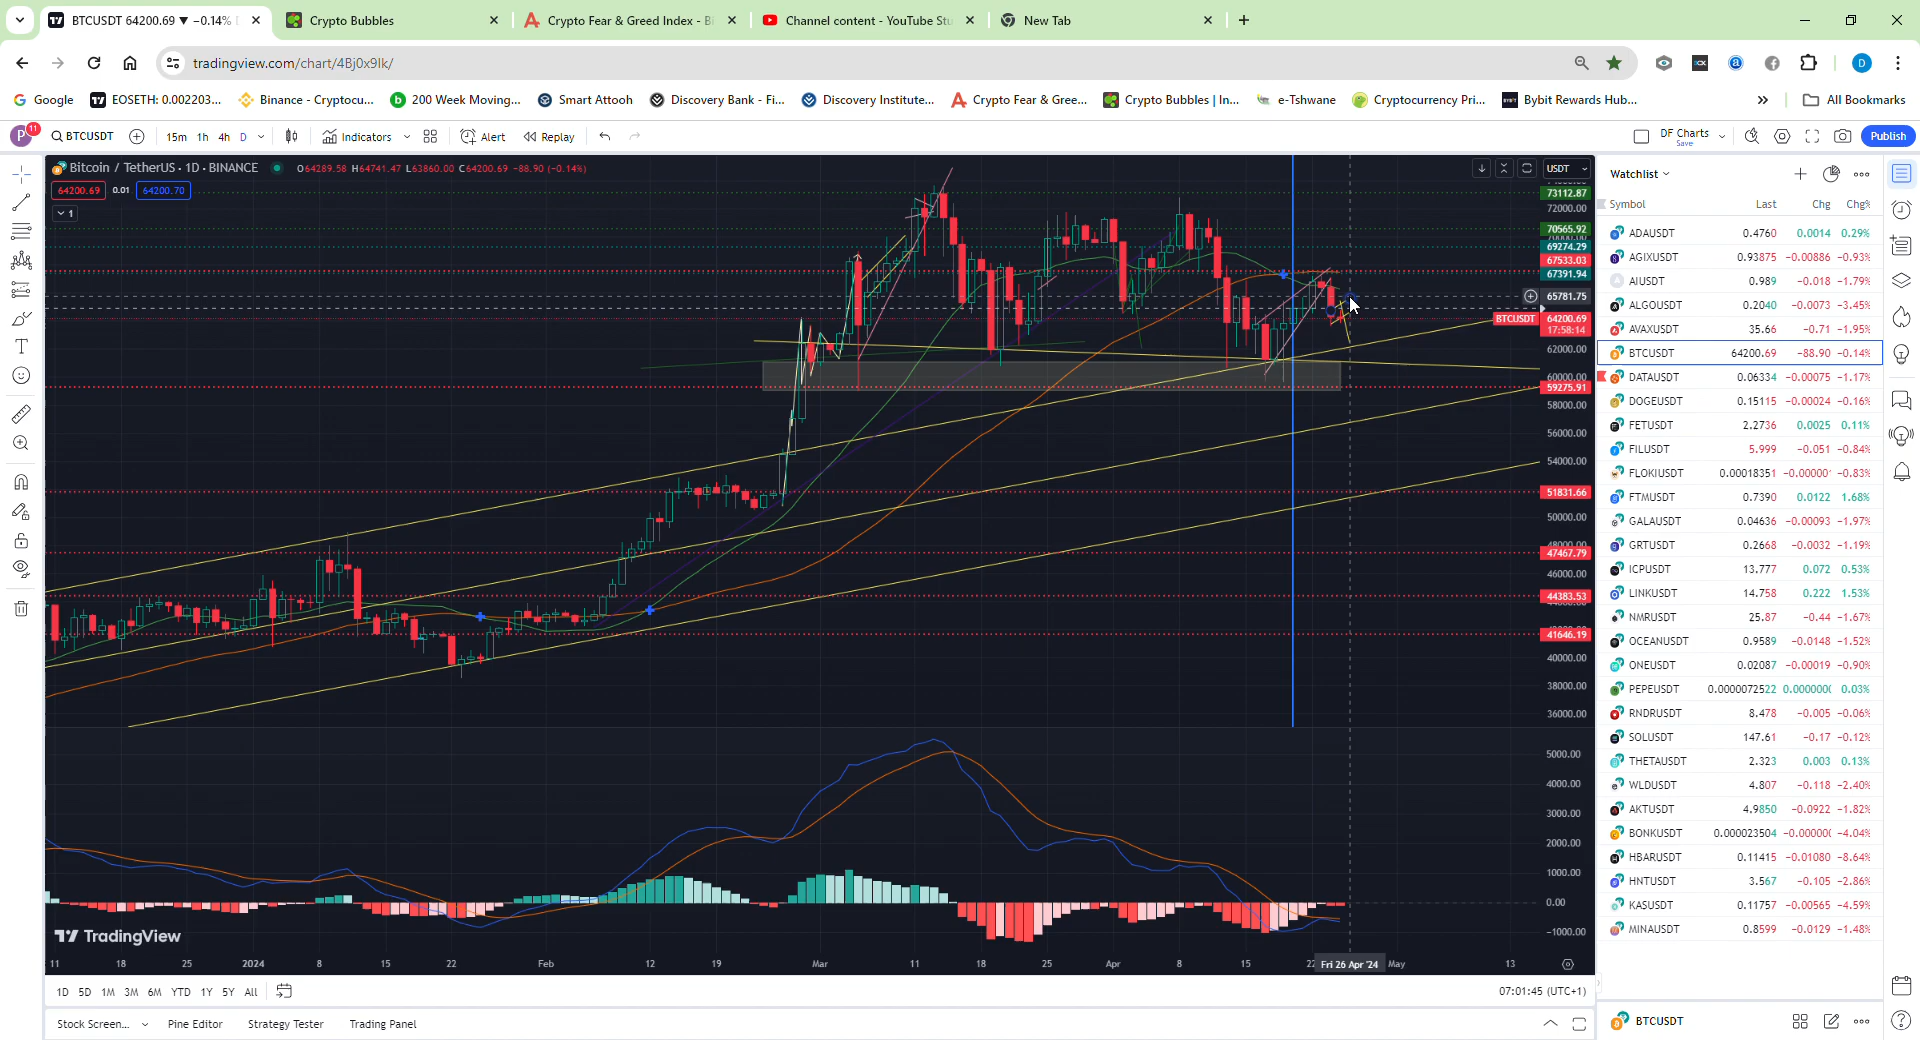 BTCUSDT 64200.69 ▼ −0.14%
Crypto Bubbles
Crypto Fear & Greed Index - B
Channel content - YouTube Stu
New Tab
tradingview.com/chart/4Bj0x9Ik/
Google
EOSETH: 0.002203...
Binance - Cryptocu...
200 Week Moving...
Smart Attooh
Discovery Bank - Fi...
Discovery Institute...
Crypto Fear & Gree...
Crypto Bubbles | In...
e-Tshwane
Cryptocurrency Pri...
Bybit Rewards Hub...
All Bookmarks
P 11
BTCUSDT
15m 1h 4h D
Indicators
Alert
Replay
DF Charts
Save
Publish
Bitcoin / TetherUS · 1D · BINANCE O64289.58 H64741.47 L63860.00 C64200.69 −88.90 (−0.14%)
64200.69 0.01 64200.70
1
USDT
73112.87
72000.00
70565.92
69274.29
67533.03
67391.94
65781.75
BTCUSDT 64200.69
17:58:14
62000.00
60000.00
59275.91
58000.00
56000.00
54000.00
51831.66
50000.00
48000.00
47467.79
46000.00
44383.53
41646.19
40000.00
38000.00
36000.00
5000.00
4000.00
3000.00
2000.00
1000.00
0.00
−1000.00
TradingView
11 18 25 2024 8 15 22 Feb 12 19 Mar 11 18 25 Apr 8 15 22 Fri 26 Apr '24 May 13
1D 5D 1M 3M 6M YTD 1Y 5Y All
07:01:45 (UTC+1)
Stock Screen... Pine Editor Strategy Tester Trading Panel
Watchlist
Symbol Last Chg Chg%
ADAUSDT 0.4760 0.0014 0.29%
AGIXUSDT 0.93875 −0.00886 −0.93%
AIUSDT 0.989 −0.018 −1.79%
ALGOUSDT 0.2040 −0.0073 −3.45%
AVAXUSDT 35.66 −0.71 −1.95%
BTCUSDT 64200.69 −88.90 −0.14%
DATAUSDT 0.06334 −0.00075 −1.17%
DOGEUSDT 0.15115 −0.00024 −0.16%
FETUSDT 2.2736 0.0025 0.11%
FILUSDT 5.999 −0.051 −0.84%
FLOKIUSDT 0.00018351 −0.00000 −0.83%
FTMUSDT 0.7390 0.0122 1.68%
GALAUSDT 0.04636 −0.00093 −1.97%
GRTUSDT 0.2668 −0.0032 −1.19%
ICPUSDT 13.777 0.072 0.53%
LINKUSDT 14.758 0.222 1.53%
NMRUSDT 25.87 −0.44 −1.67%
OCEANUSDT 0.9589 −0.0148 −1.52%
ONEUSDT 0.02087 −0.00019 −0.90%
PEPEUSDT 0.0000072522 0.0000000 0.03%
RNDRUSDT 8.478 −0.005 −0.06%
SOLUSDT 147.61 −0.17 −0.12%
THETAUSDT 2.323 0.003 0.13%
WLDUSDT 4.807 −0.118 −2.40%
AKTUSDT 4.9850 −0.0922 −1.82%
BONKUSDT 0.000023504 −0.00000 −4.04%
HBARUSDT 0.11415 −0.01080 −8.64%
HNTUSDT 3.567 −0.105 −2.86%
KASUSDT 0.11757 −0.00565 −4.59%
MINAUSDT 0.8599 −0.0129 −1.48%
BTCUSDT